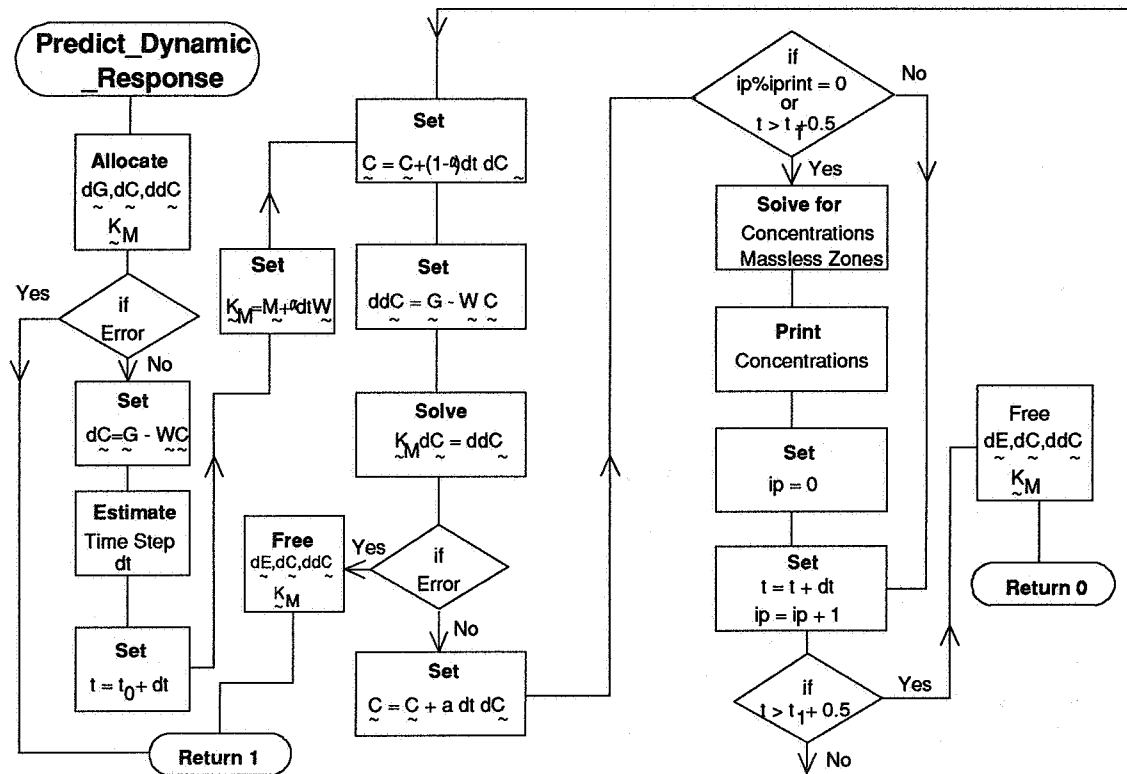 Predict_Dynamic
_Response
Allocate
dG,dC,ddC
K_M
Yes
if
Error
No
Set
dC=G - WC
Estimate
Time Step
dt
Set
t = t_0+ dt
Set
K_M=M+αdtW
Set
C = C+(1-α)dt dC
Set
ddC = G - W C
Solve
K_M dC = ddC
if
Error
Yes
Free
dE,dC,ddC
K_M
Return 1
No
Set
C = C + a dt dC
if
ip%iprint = 0
or
t > t_1+0.5
No
Yes
Solve for
Concentrations
Massless Zones
Print
Concentrations
Set
ip = 0
Set
t = t + dt
ip = ip + 1
if
t > t_1+ 0.5
Yes
No
Free
dE,dC,ddC
K_M
Return 0